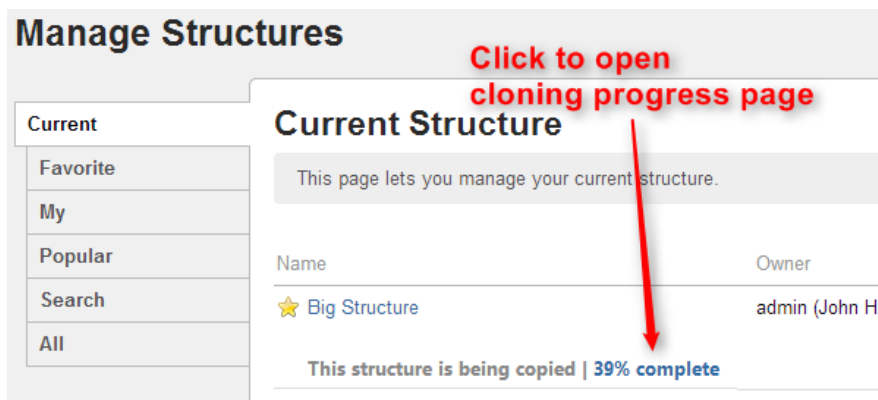 Manage Structures
Click to open
cloning progress page
Current
Favorite
My
Popular
Search
All
Current Structure
This page lets you manage your current structure.
Name Owner
Big Structure admin (John H
This structure is being copied | 39% complete